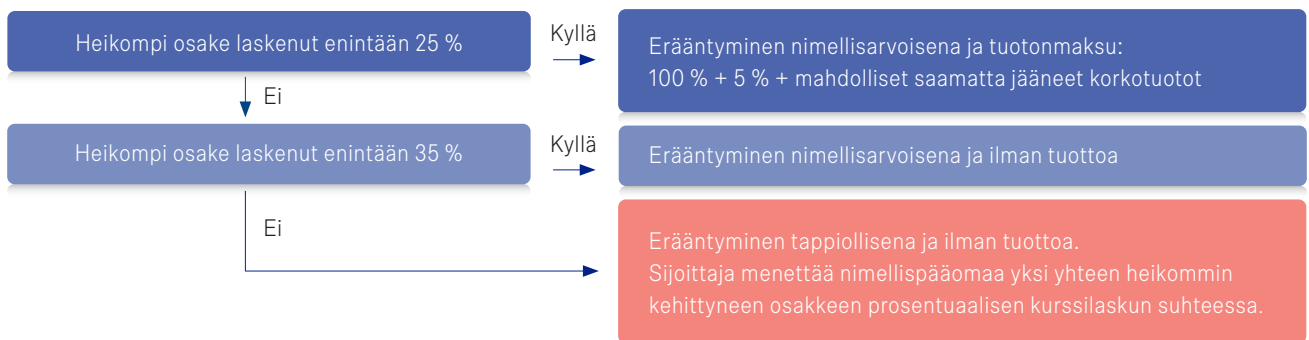 Heikompi osake laskenut enintään 25 %
Kyllä
Erääntyminen nimellisarvoisena ja tuotonmaksu:
100 % + 5 % + mahdolliset saamatta jääneet korkotuotot
Ei
Heikompi osake laskenut enintään 35 %
Kyllä
Erääntyminen nimellisarvoisena ja ilman tuottoa
Ei
Erääntyminen tappiollisena ja ilman tuottoa.
Sijoittaja menettää nimellispääomaa yksi yhteen heikommin
kehittyneen osakkeen prosentuaalisen kurssilaskun suhteessa.